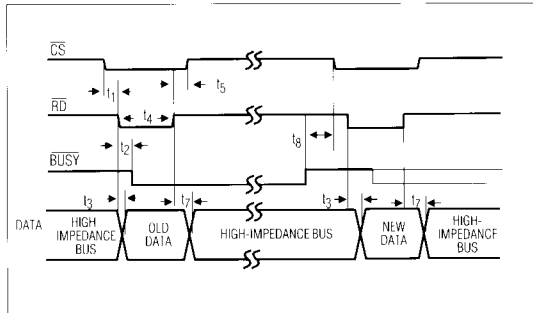 CS
t1
t5
RD
t4
t2
t8
BUSY
t3
t7
t3
t7
DATA
HIGH
IMPEDANCE
BUS
OLD
DATA
HIGH-IMPEDANCE BUS
NEW
DATA
HIGH-
IMPEDANCE
BUS